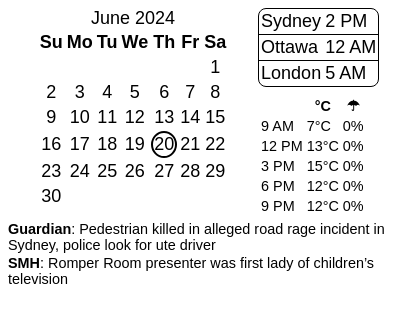 June 2024
Su Mo Tu We Th Fr Sa
1
2 3 4 5 6 7 8
9 10 11 12 13 14 15
16 17 18 19 20 21 22
23 24 25 26 27 28 29
30
Sydney 2 PM
Ottawa 12 AM
London 5 AM
°C ☂
9 AM 7°C 0%
12 PM 13°C 0%
3 PM 15°C 0%
6 PM 12°C 0%
9 PM 12°C 0%
Guardian: Pedestrian killed in alleged road rage incident in
Sydney, police look for ute driver
SMH: Romper Room presenter was first lady of children’s
television